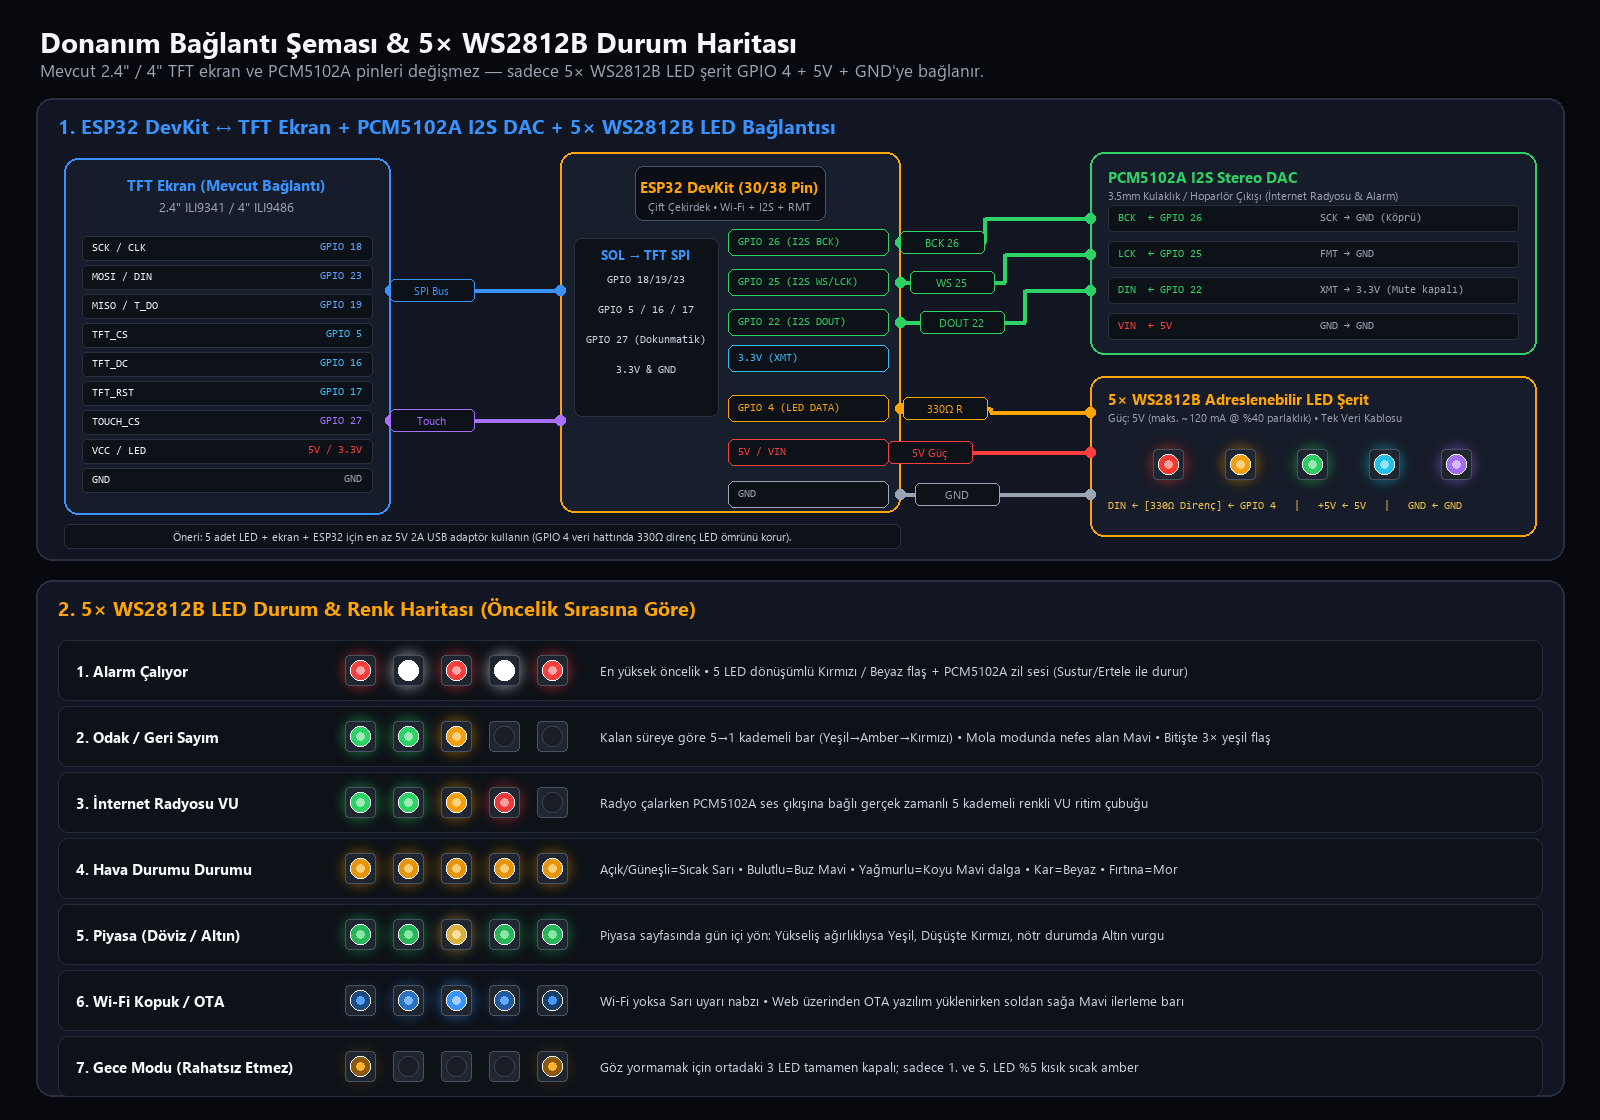 Donanım Bağlantı Şeması & 5× WS2812B Durum Haritası
Mevcut 2.4" / 4" TFT ekran ve PCM5102A pinleri değişmez — sadece 5× WS2812B LED şerit GPIO 4 + 5V + GND'ye bağlanır.
1. ESP32 DevKit ↔ TFT Ekran + PCM5102A I2S DAC + 5× WS2812B LED Bağlantısı
TFT Ekran (Mevcut Bağlantı)
2.4" ILI9341 / 4" ILI9486
SCK / CLK GPIO 18
MOSI / DIN GPIO 23
MISO / T_DO GPIO 19
TFT_CS GPIO 5
TFT_DC GPIO 16
TFT_RST GPIO 17
TOUCH_CS GPIO 27
VCC / LED 5V / 3.3V
GND GND
SPI Bus
Touch
ESP32 DevKit (30/38 Pin)
Çift Çekirdek • Wi-Fi + I2S + RMT
SOL → TFT SPI
GPIO 18/19/23
GPIO 5 / 16 / 17
GPIO 27 (Dokunmatik)
3.3V & GND
GPIO 26 (I2S BCK)
GPIO 25 (I2S WS/LCK)
GPIO 22 (I2S DOUT)
3.3V (XMT)
GPIO 4 (LED DATA)
5V / VIN
GND
BCK 26
WS 25
DOUT 22
330Ω R
5V Güç
GND
PCM5102A I2S Stereo DAC
3.5mm Kulaklık / Hoparlör Çıkışı (İnternet Radyosu & Alarm)
BCK ← GPIO 26 SCK → GND (Köprü)
LCK ← GPIO 25 FMT → GND
DIN ← GPIO 22 XMT → 3.3V (Mute kapalı)
VIN ← 5V GND → GND
5× WS2812B Adreslenebilir LED Şerit
Güç: 5V (maks. ~120 mA @ %40 parlaklık) • Tek Veri Kablosu
DIN ← [330Ω Direnç] ← GPIO 4 | +5V ← 5V | GND ← GND
Öneri: 5 adet LED + ekran + ESP32 için en az 5V 2A USB adaptör kullanın (GPIO 4 veri hattında 330Ω direnç LED ömrünü korur).
2. 5× WS2812B LED Durum & Renk Haritası (Öncelik Sırasına Göre)
1. Alarm Çalıyor En yüksek öncelik • 5 LED dönüşümlü Kırmızı / Beyaz flaş + PCM5102A zil sesi (Sustur/Ertele ile durur)
2. Odak / Geri Sayım Kalan süreye göre 5→1 kademeli bar (Yeşil→Amber→Kırmızı) • Mola modunda nefes alan Mavi • Bitişte 3× yeşil flaş
3. İnternet Radyosu VU Radyo çalarken PCM5102A ses çıkışına bağlı gerçek zamanlı 5 kademeli renkli VU ritim çubuğu
4. Hava Durumu Durumu Açık/Güneşli=Sıcak Sarı • Bulutlu=Buz Mavi • Yağmurlu=Koyu Mavi dalga • Kar=Beyaz • Fırtına=Mor
5. Piyasa (Döviz / Altın) Piyasa sayfasında gün içi yön: Yükseliş ağırlıklıysa Yeşil, Düşüşte Kırmızı, nötr durumda Altın vurgu
6. Wi-Fi Kopuk / OTA Wi-Fi yoksa Sarı uyarı nabzı • Web üzerinden OTA yazılım yüklenirken soldan sağa Mavi ilerleme barı
7. Gece Modu (Rahatsız Etmez) Göz yormamak için ortadaki 3 LED tamamen kapalı; sadece 1. ve 5. LED %5 kısık sıcak amber